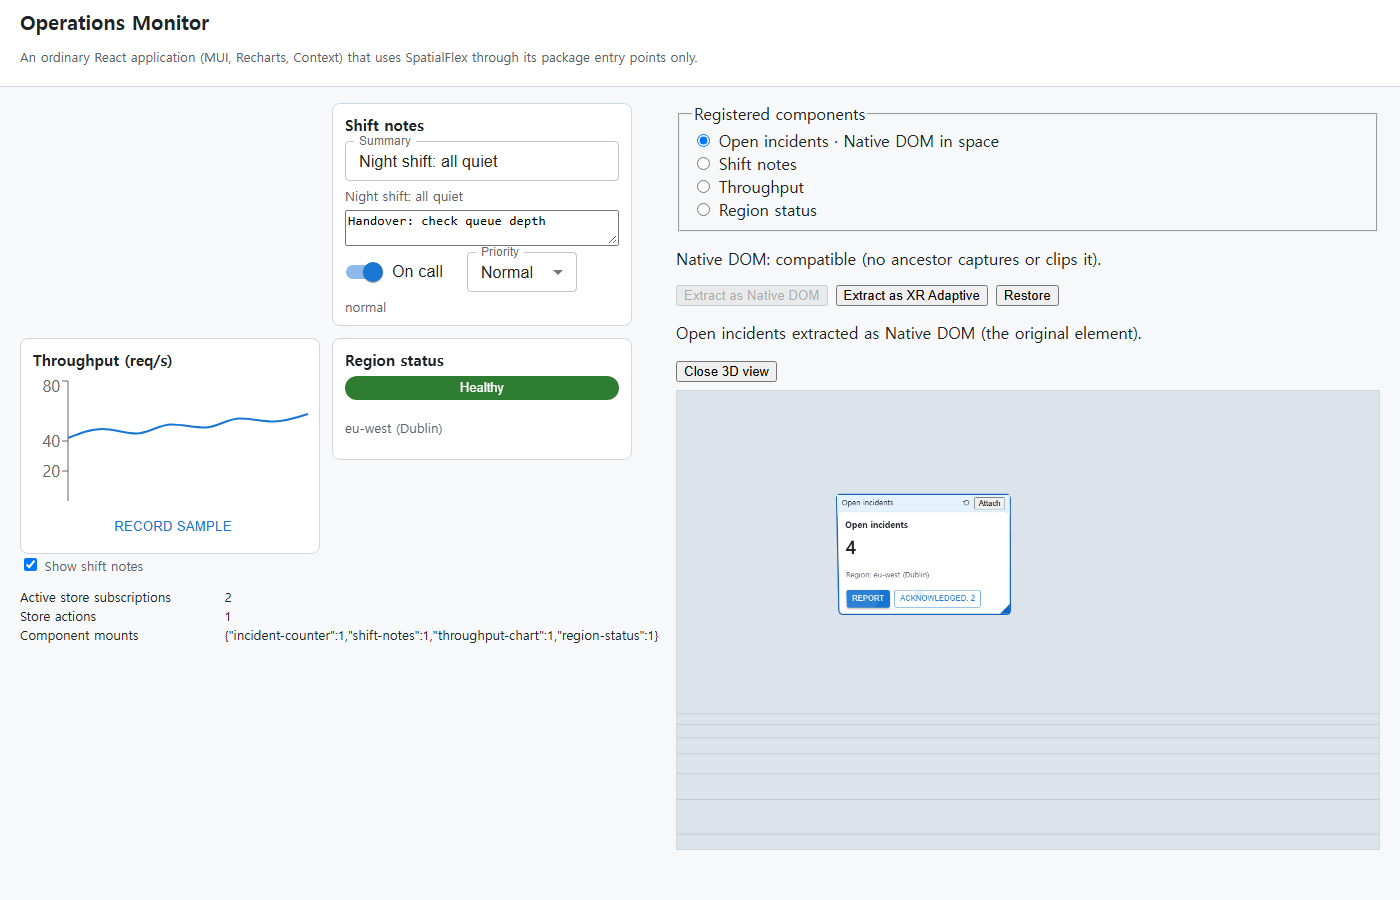 Operations Monitor
An ordinary React application (MUI, Recharts, Context) that uses SpatialFlex through its package entry points only.
Shift notes
Summary
Night shift: all quiet
Night shift: all quiet
Handover: check queue depth
On call
Priority
Normal
normal
Throughput (req/s)
80
40
20
RECORD SAMPLE
Region status
Healthy
eu-west (Dublin)
Show shift notes
Active store subscriptions 2
Store actions 1
Component mounts {"incident-counter":1,"shift-notes":1,"throughput-chart":1,"region-status":1}
Registered components
Open incidents · Native DOM in space
Shift notes
Throughput
Region status
Native DOM: compatible (no ancestor captures or clips it).
Extract as Native DOM Extract as XR Adaptive Restore
Open incidents extracted as Native DOM (the original element).
Close 3D view
Open incidents Attach
Open incidents
4
Region: eu-west (Dublin)
REPORT ACKNOWLEDGED: 2